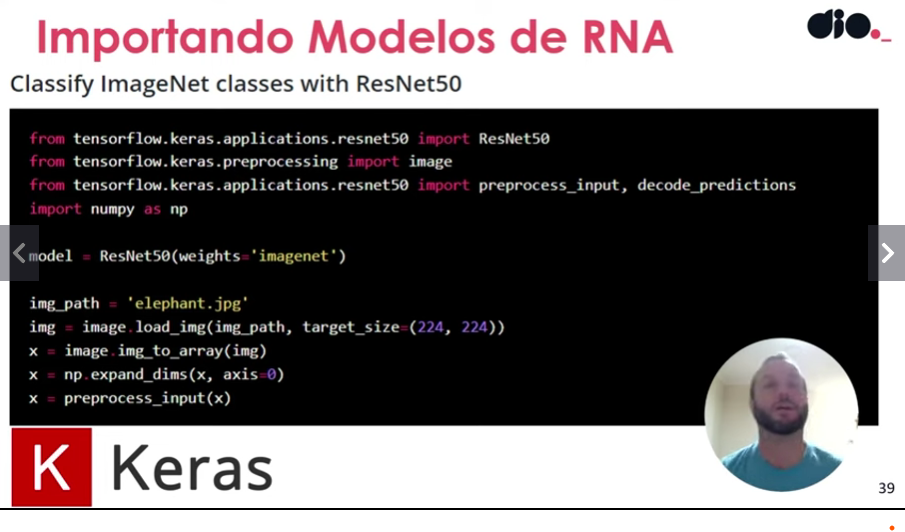 Importando Modelos de RNA
dio._
Classify ImageNet classes with ResNet50
from tensorflow.keras.applications.resnet50 import ResNet50
from tensorflow.keras.preprocessing import image
from tensorflow.keras.applications.resnet50 import preprocess_input, decode_predictions
import numpy as np
model = ResNet50(weights='imagenet')
img_path = 'elephant.jpg'
img = image.load_img(img_path, target_size=(224, 224))
x = image.img_to_array(img)
x = np.expand_dims(x, axis=0)
x = preprocess_input(x)
K Keras
39